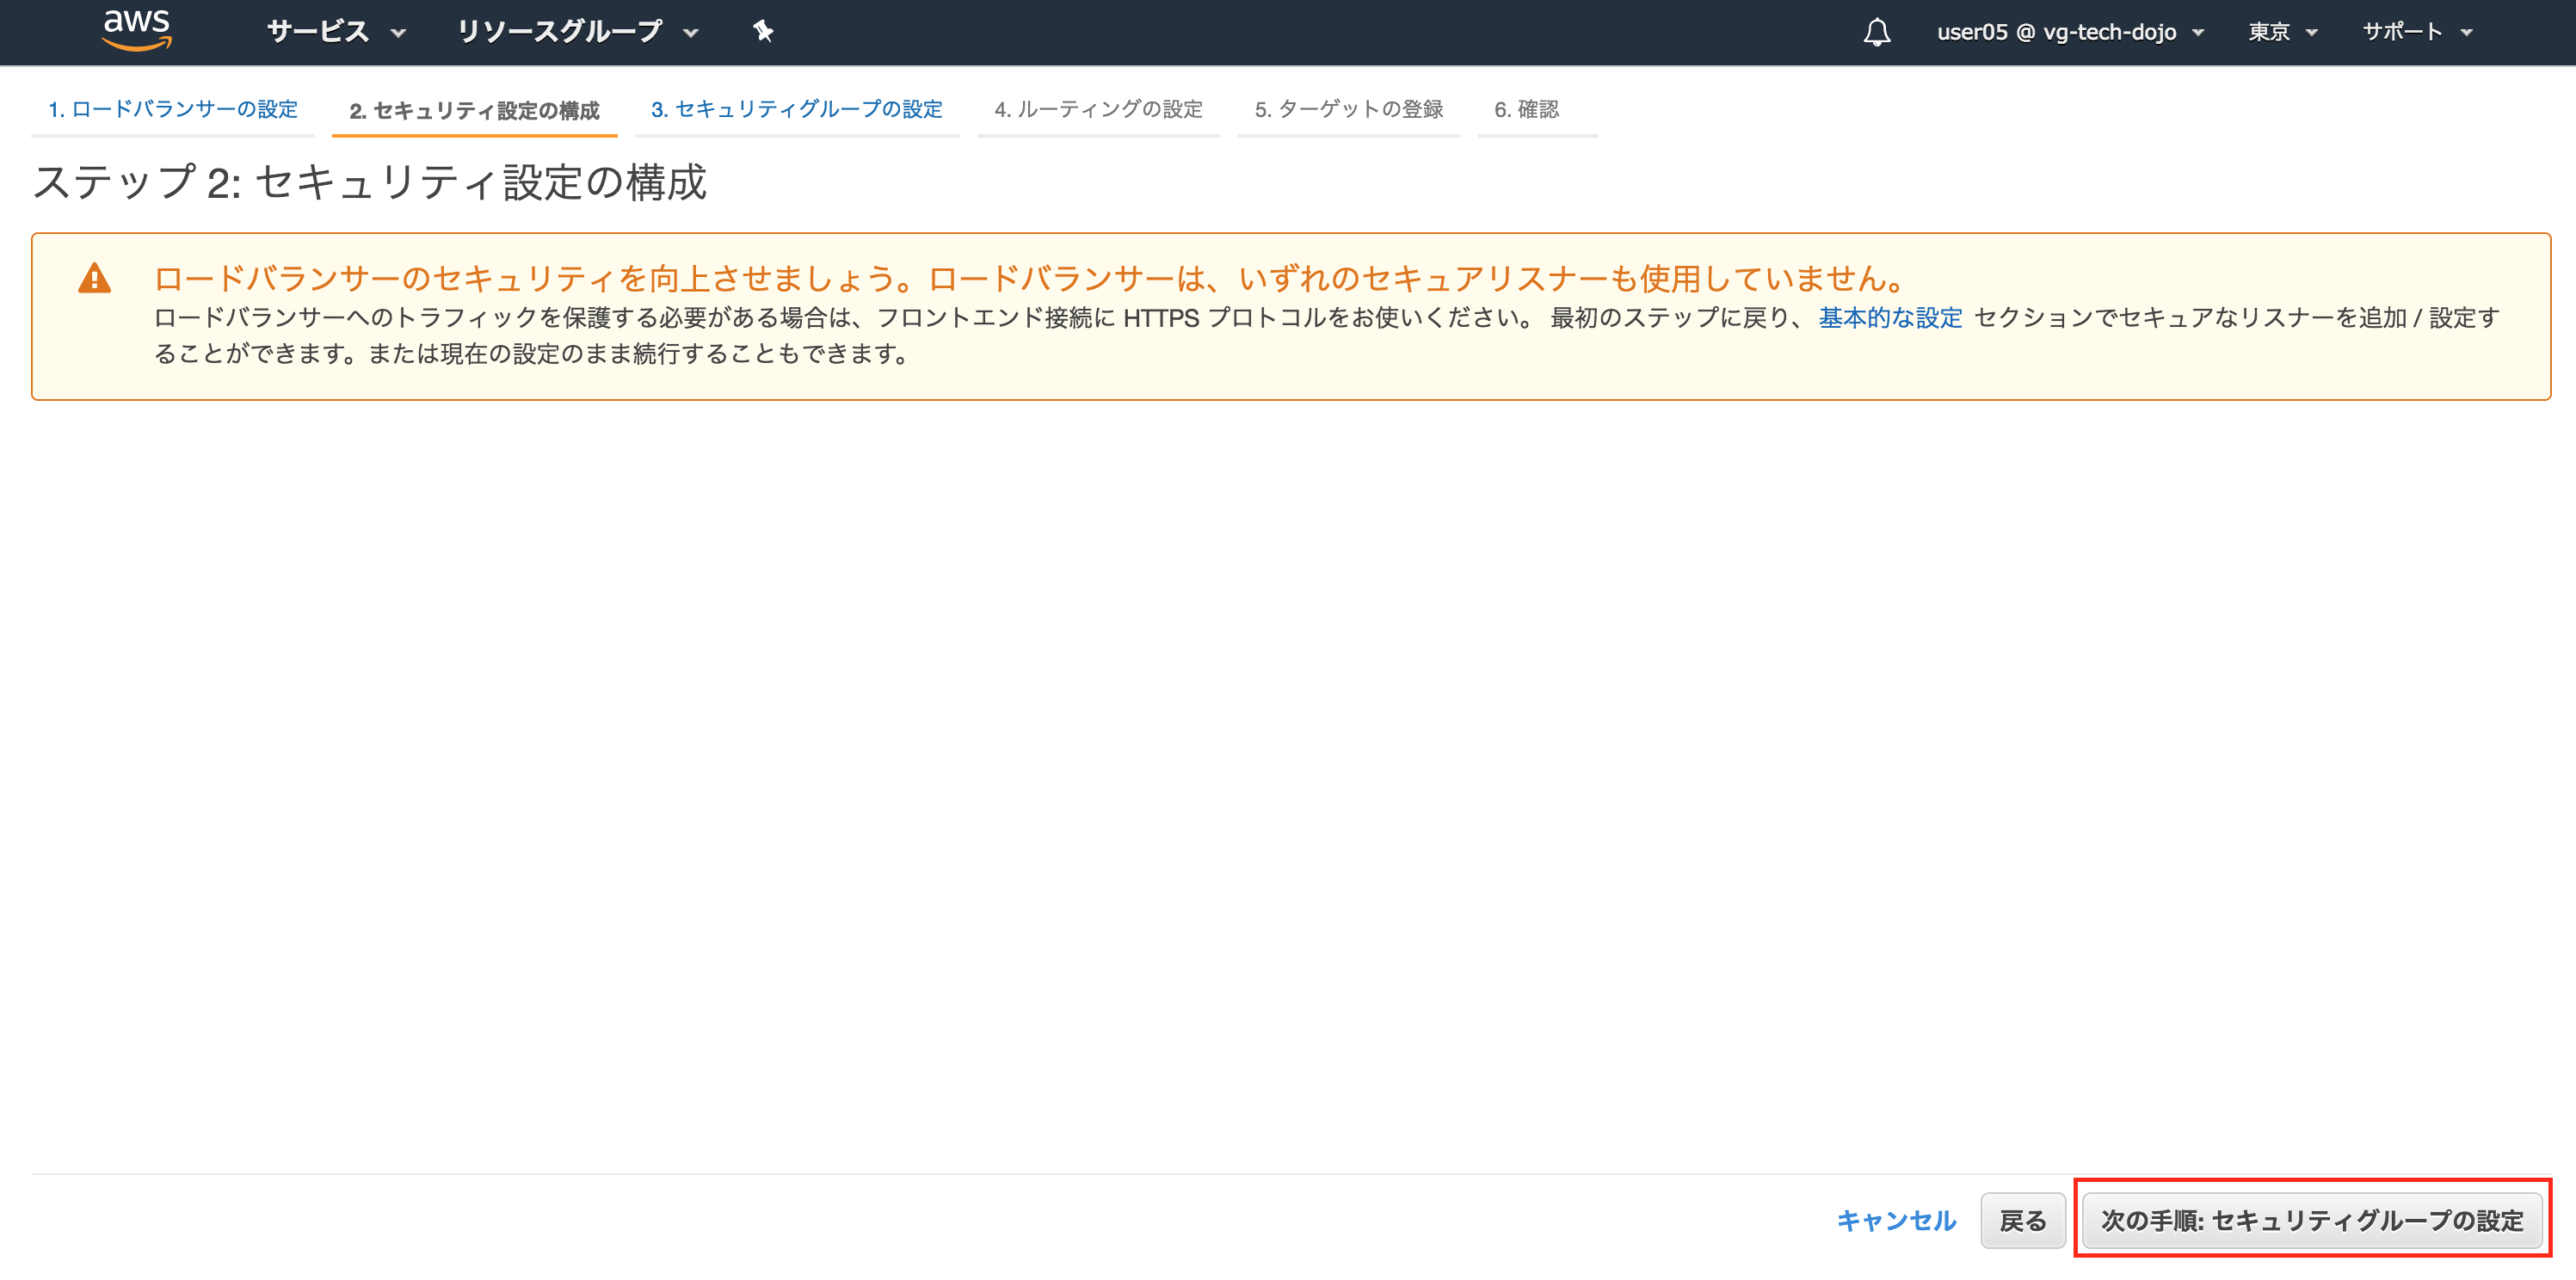 aws サービス リソースグループ user05 @ vg-tech-dojo 東京 サポート
1. ロードバランサーの設定 2. セキュリティ設定の構成 3. セキュリティグループの設定 4. ルーティングの設定 5. ターゲットの登録 6. 確認
ステップ 2: セキュリティ設定の構成
ロードバランサーのセキュリティを向上させましょう。ロードバランサーは、いずれのセキュアリスナーも使用していません。
ロードバランサーへのトラフィックを保護する必要がある場合は、フロントエンド接続に HTTPS プロトコルをお使いください。 最初のステップに戻り、 基本的な設定 セクションでセキュアなリスナーを追加 / 設定す
ることができます。または現在の設定のまま続行することもできます。
キャンセル 戻る 次の手順: セキュリティグループの設定